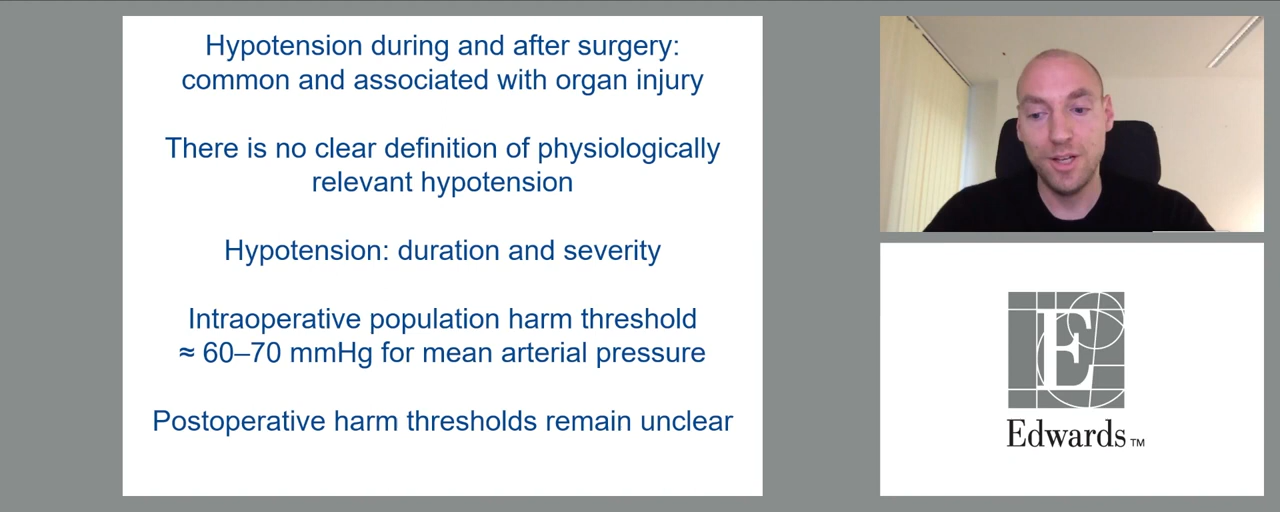 Hypotension during and after surgery:
common and associated with organ injury
There is no clear definition of physiologically
relevant hypotension
Hypotension: duration and severity
Intraoperative population harm threshold
≈ 60–70 mmHg for mean arterial pressure
Postoperative harm thresholds remain unclear
E
Edwards™